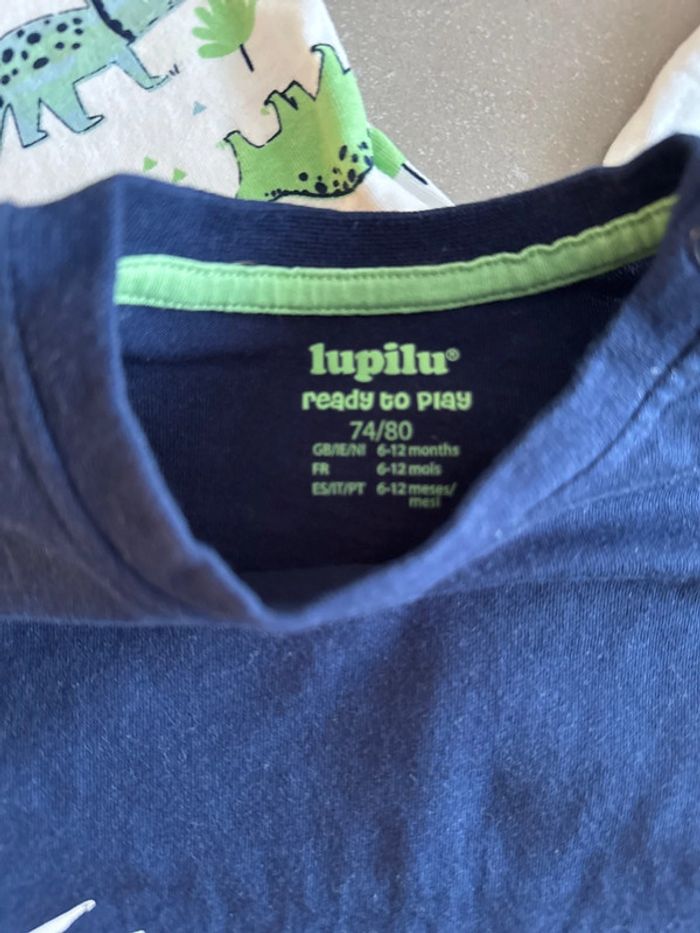 lupilu®
ready to play
74/80
GB/IE/NI 6-12 months
FR 6-12 mois
ES/IT/PT 6-12 meses/
mesi